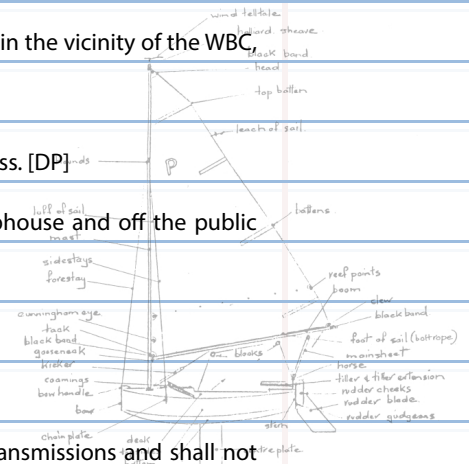 wind telltale
halliard sheave
in the vicinity of the WBC,
black band
head
top batten
leach of sail
ss. [DP]
P
luff of sail
battens
phouse and off the public
mast
sidestays
forestay
reef points
boom
clew
black band
cunningham eye
tack
black band
gooseneck
kicker
foot of sail (boltrope)
blocks
mainsheet
horse
coamings
tiller & tiller extension
bow handle
rudder cheeks
rudder blade
bow
rudder gudgeons
stern
chain plate
deck
ansmissions and shall not
bottom